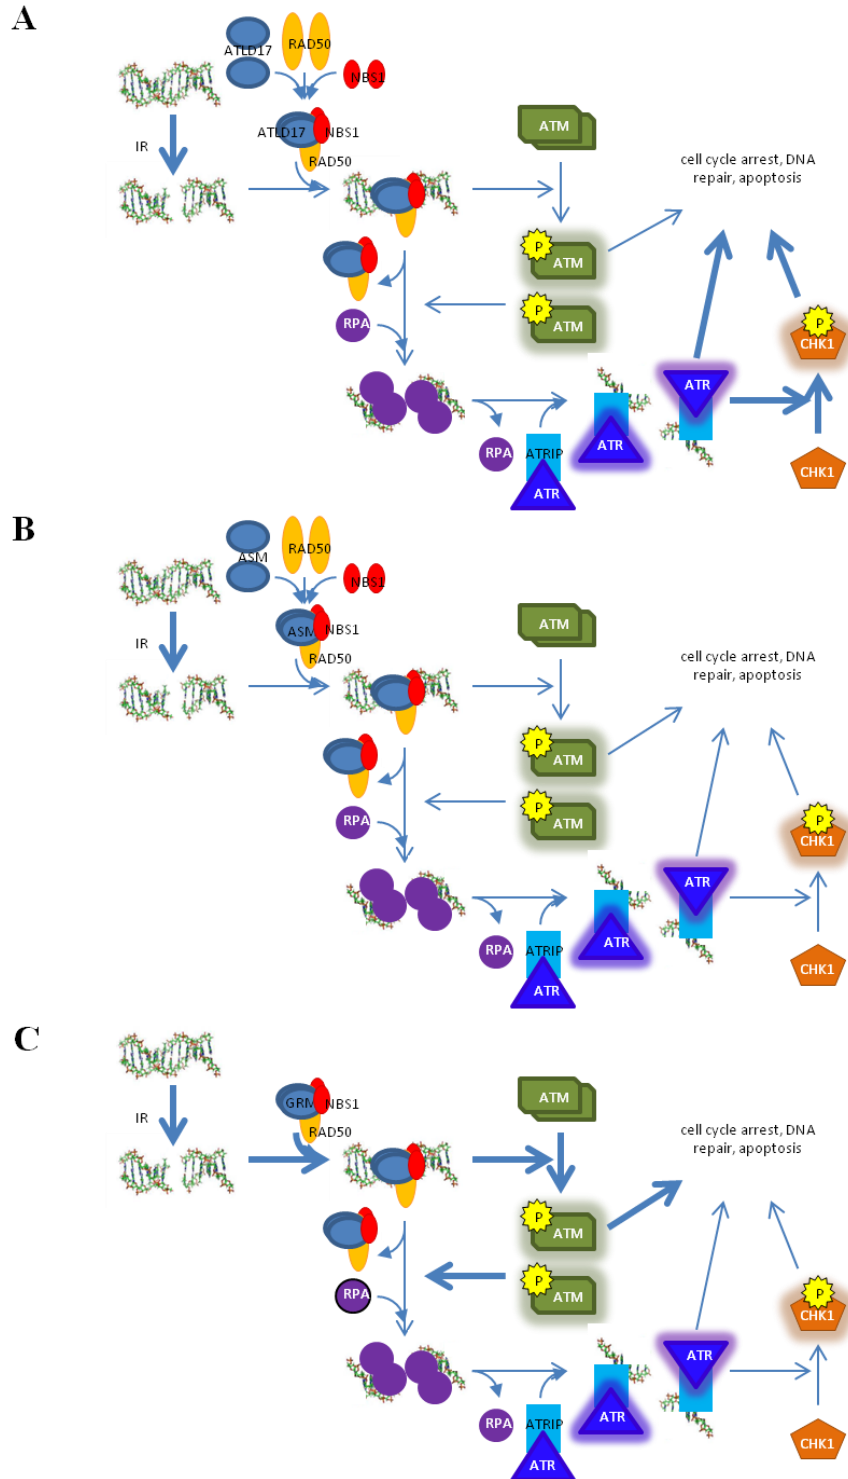 A
ATLD17
RAD50
NBS1
IR
ATLD17
NBS1
RAD50
ATM
cell cycle arrest, DNA
repair, apoptosis
P
ATM
P
ATM
RPA
P
CHK1
ATR
ATR
RPA
ATRIP
ATR
CHK1
B
ASM
RAD50
NBS1
IR
ASM
NBS1
RAD50
ATM
cell cycle arrest, DNA
repair, apoptosis
P
ATM
P
ATM
RPA
P
CHK1
ATR
ATR
RPA
ATRIP
ATR
CHK1
C
IR
GRM
NBS1
RAD50
ATM
cell cycle arrest, DNA
repair, apoptosis
P
ATM
P
ATM
RPA
P
CHK1
ATR
ATR
RPA
ATRIP
ATR
CHK1